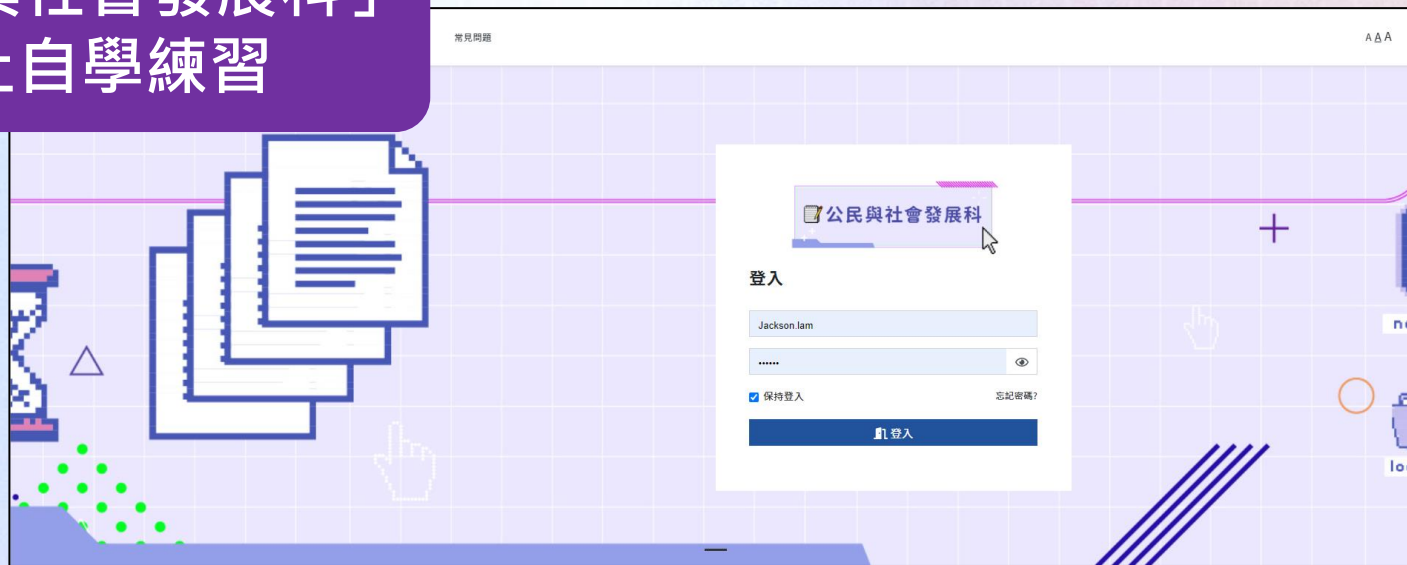 社會發展科」
自學練習
常見問題
A A A
公民與社會發展科
登入
Jackson.lam
••••••
保持登入
忘記密碼?
登入